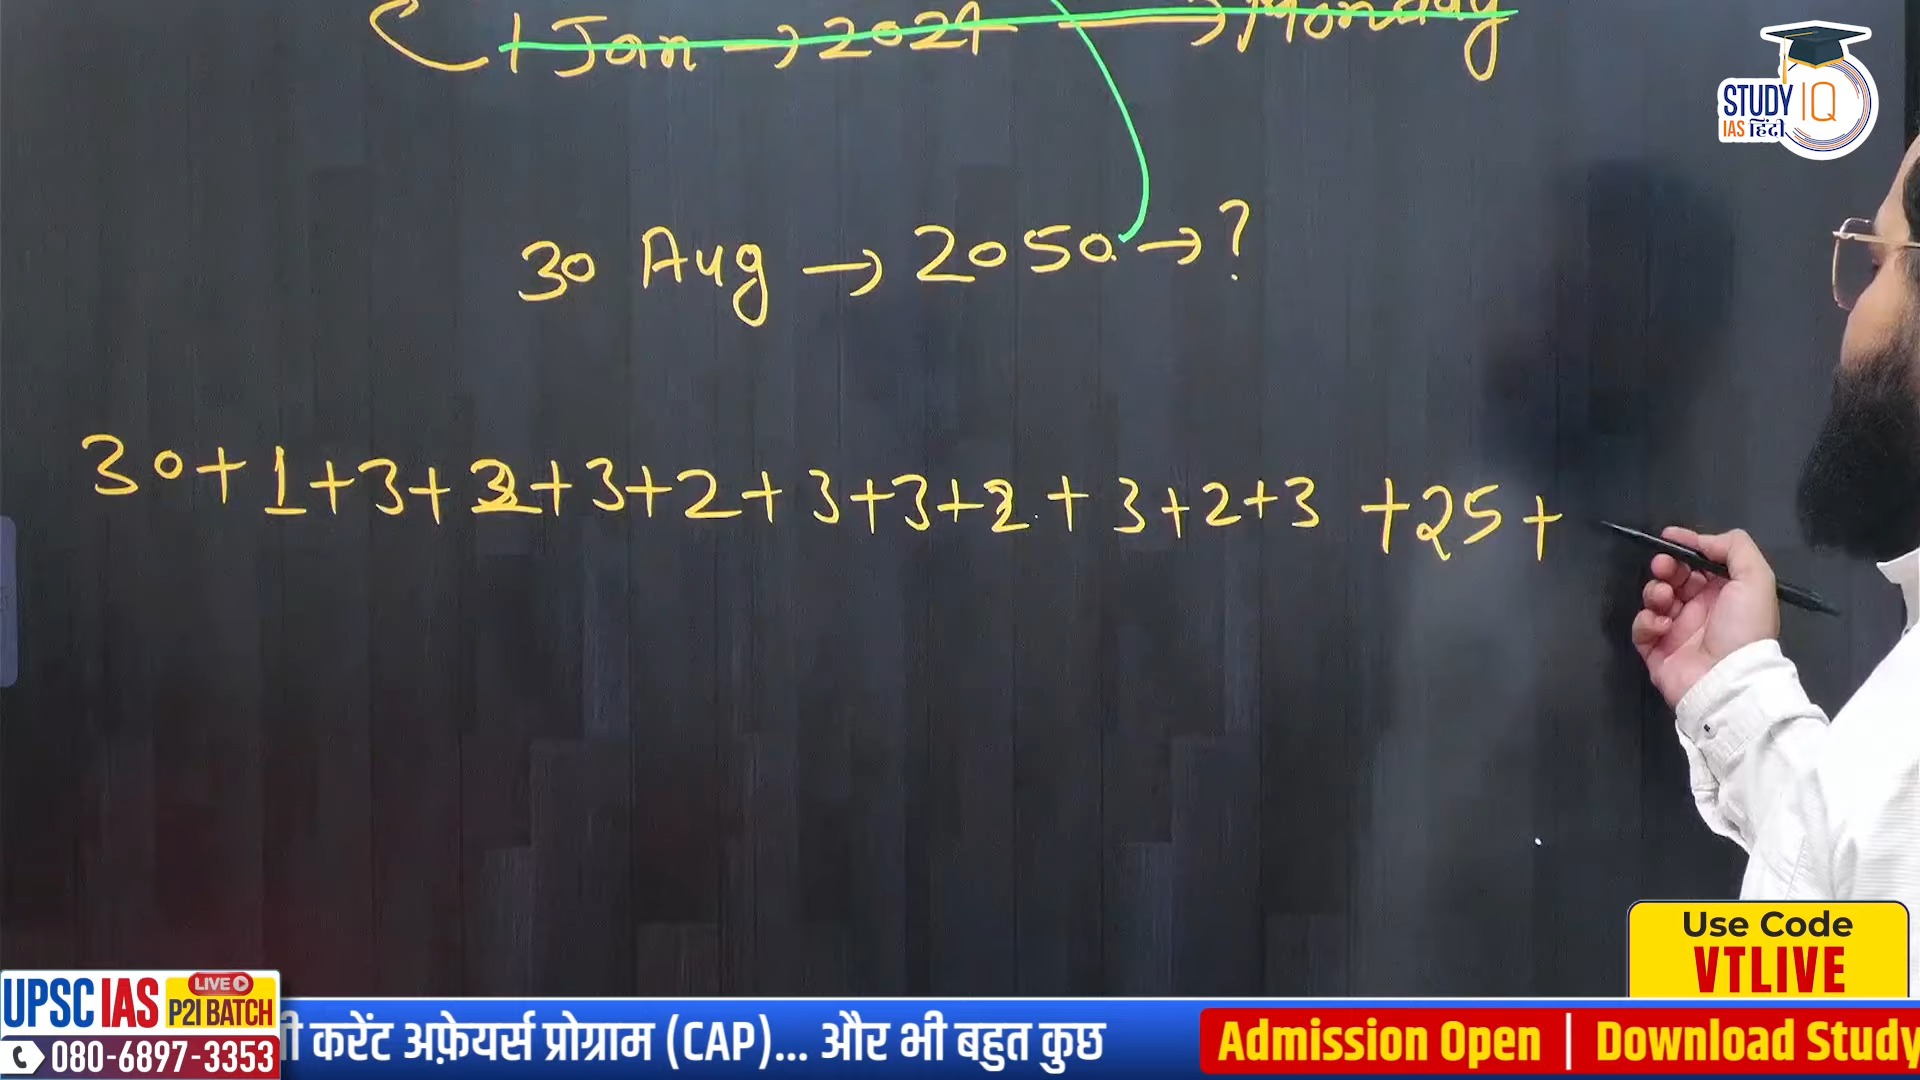 1 Jan → 2024 → Monday
STUDY IQ
IAS हिंदी
30 Aug → 2050 → ?
30+1+3+2+3+2+3+3+2+3+2+3+25+
Use Code
VTLIVE
UPSC IAS LIVE P2I BATCH
080-6897-3353
करेंट अफ़ेयर्स प्रोग्राम (CAP)... और भी बहुत कुछ
Admission Open | Download Study